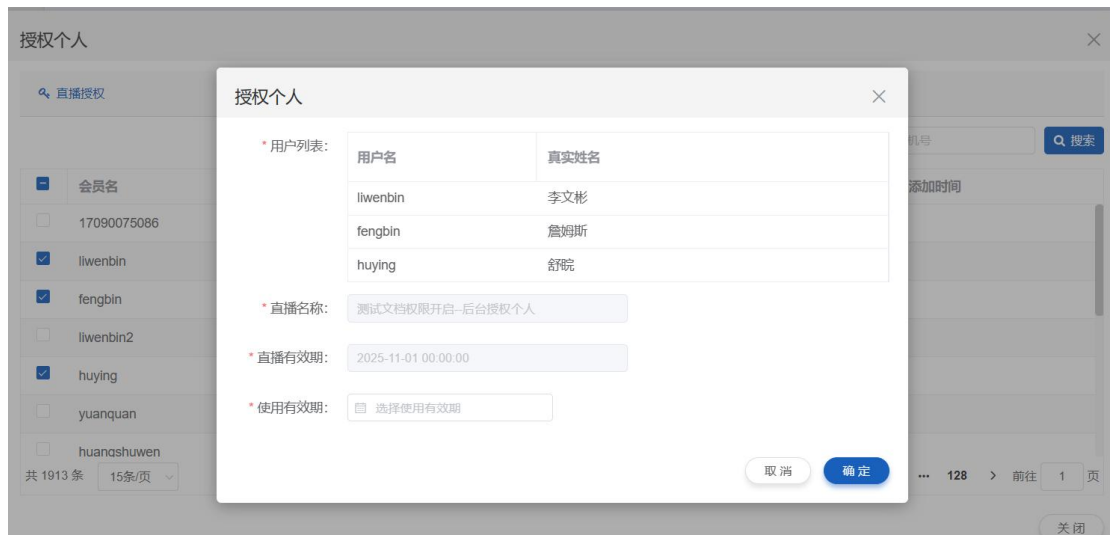 授权个人
直播授权
机号
搜索
会员名
添加时间
17090075086
liwenbin
fengbin
liwenbin2
huying
yuanquan
huangshuwen
共 1913 条 15条/页
··· 128 > 前往 1 页
关闭
授权个人
* 用户列表:
用户名 真实姓名
liwenbin 李文彬
fengbin 詹姆斯
huying 舒晥
* 直播名称: 测试文档权限开启--后台授权个人
* 直播有效期: 2025-11-01 00:00:00
* 使用有效期: 选择使用有效期
取消 确定